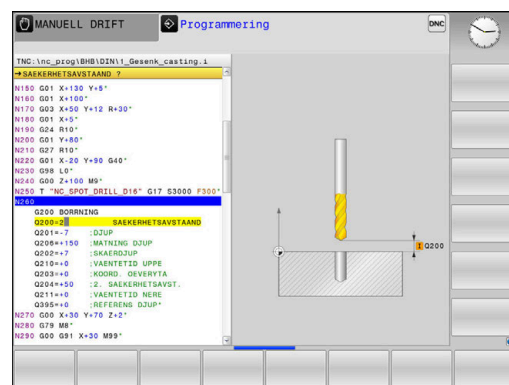 MANUELL DRIFT
Programmering
DNC
TNC:\nc_prog\BHB\DIN\1_Gesenk_casting.i
→SAEKERHETSAVSTAAND ?
N150 G01 X+130 Y+5*
N160 G01 X+100*
N170 G03 X+50 Y+12 R+30*
N180 G01 X+5*
N190 G24 R10*
N200 G01 Y+80*
N210 G27 R10*
N220 G01 X-20 Y+90 G40*
N230 G98 L0*
N240 G00 Z+100 M9*
N250 T "NC_SPOT_DRILL_D16" G17 S3000 F300*
N260
G200 BORRNING
Q200=2 SAEKERHETSAVSTAAND
Q201=-7 ;DJUP
Q206=+150 ;MATNING DJUP
Q202=+7 ;SKAERDJUP
Q210=+0 ;VAENTETID UPPE
Q203=+0 ;KOORD. OEVERYTA
Q204=+50 ;2. SAEKERHETSAVST.
Q211=+0 ;VAENTETID NERE
Q395=+0 ;REFERENS DJUP*
N270 G00 X+30 Y+70 Z+2*
N280 G79 M8*
N290 G00 G91 X+30 M99*
Q200